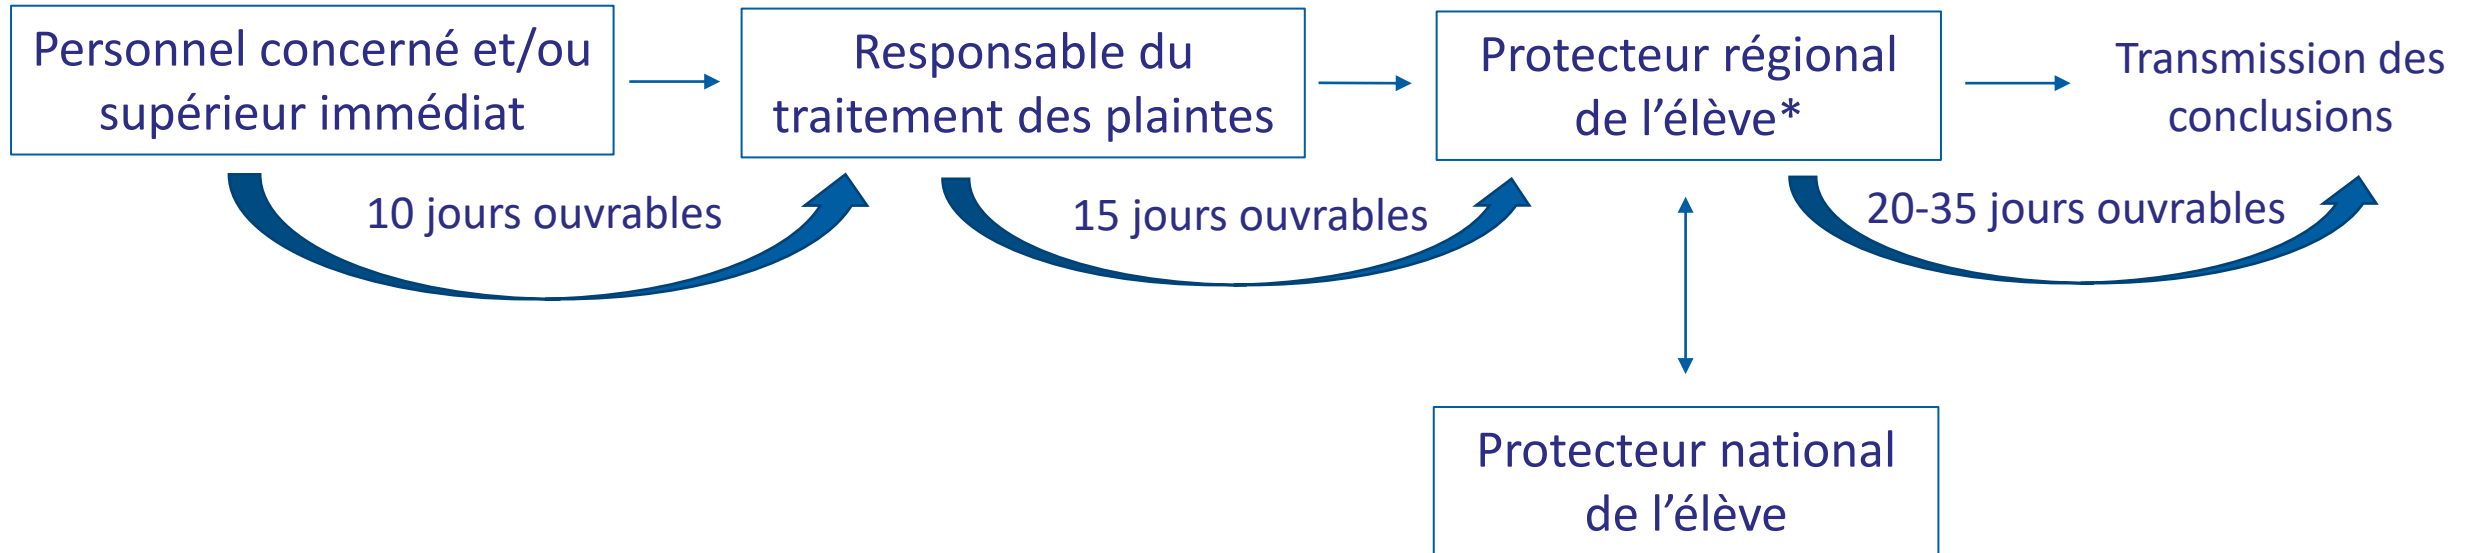 Personnel concerné et/ou
supérieur immédiat
Responsable du
traitement des plaintes
Protecteur régional
de l’élève*
Transmission des
conclusions
10 jours ouvrables
15 jours ouvrables
20-35 jours ouvrables
Protecteur national
de l’élève